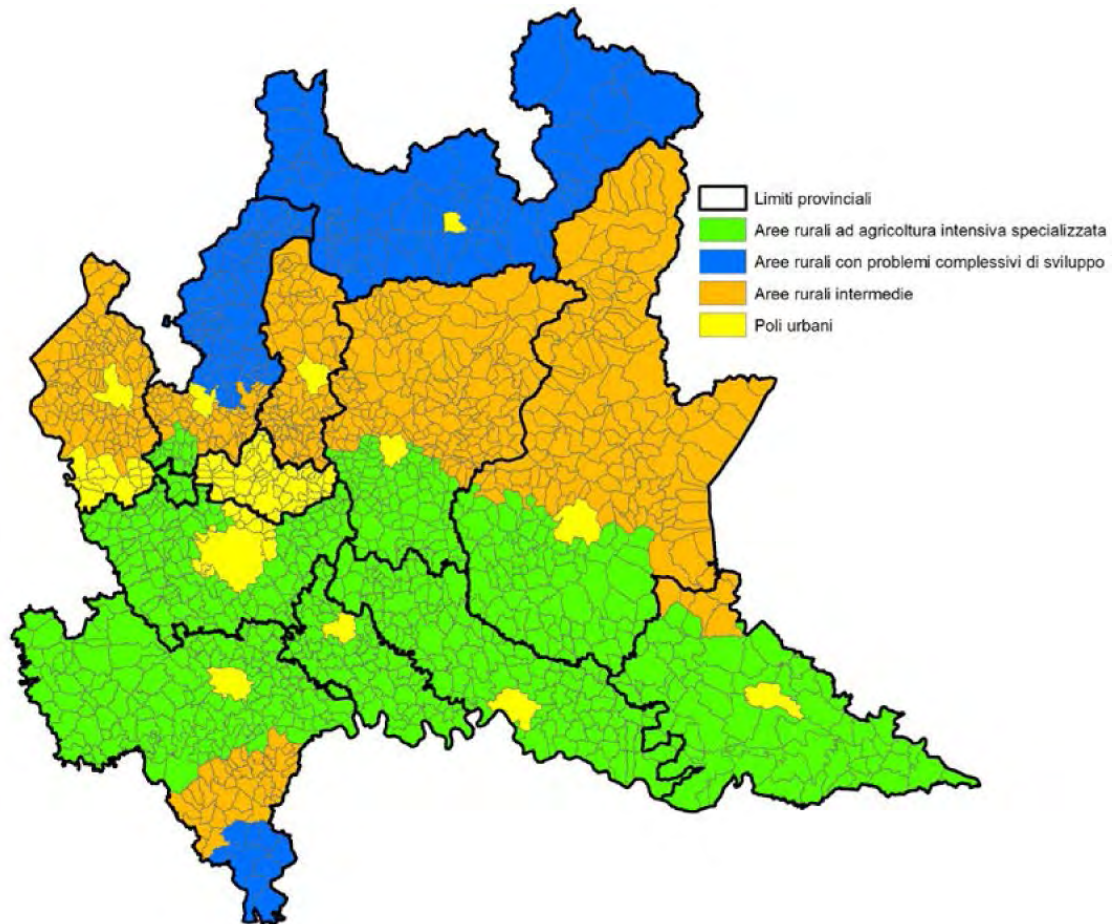 Limiti provinciali
Aree rurali ad agricoltura intensiva specializzata
Aree rurali con problemi complessivi di sviluppo
Aree rurali intermedie
Poli urbani